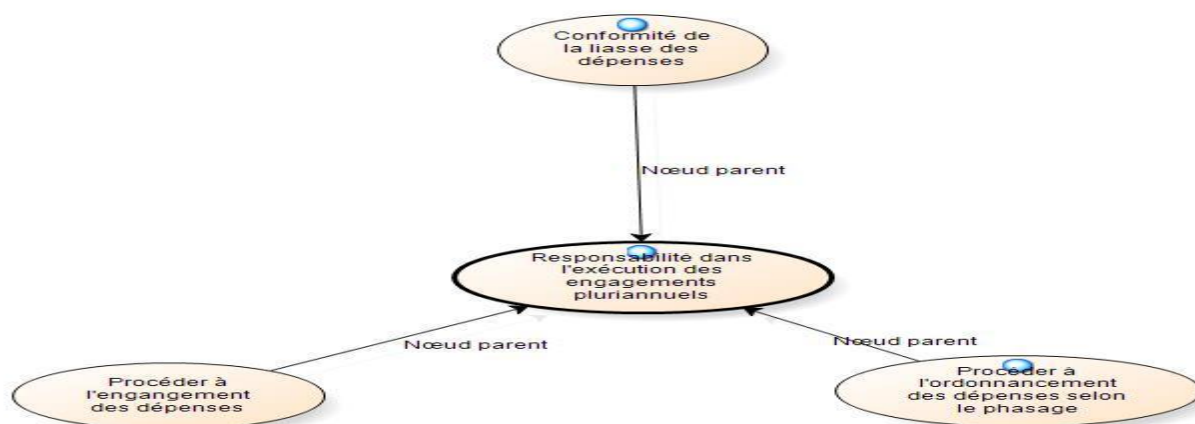 Conformité de
la liasse des
dépenses
Nœud parent
Responsabilité dans
l'exécution des
engagements
pluriannuels
Nœud parent
Nœud parent
Procéder à
l'engangement
des dépenses
Procéder à
l'ordonnancement
des dépenses selon
le phasage